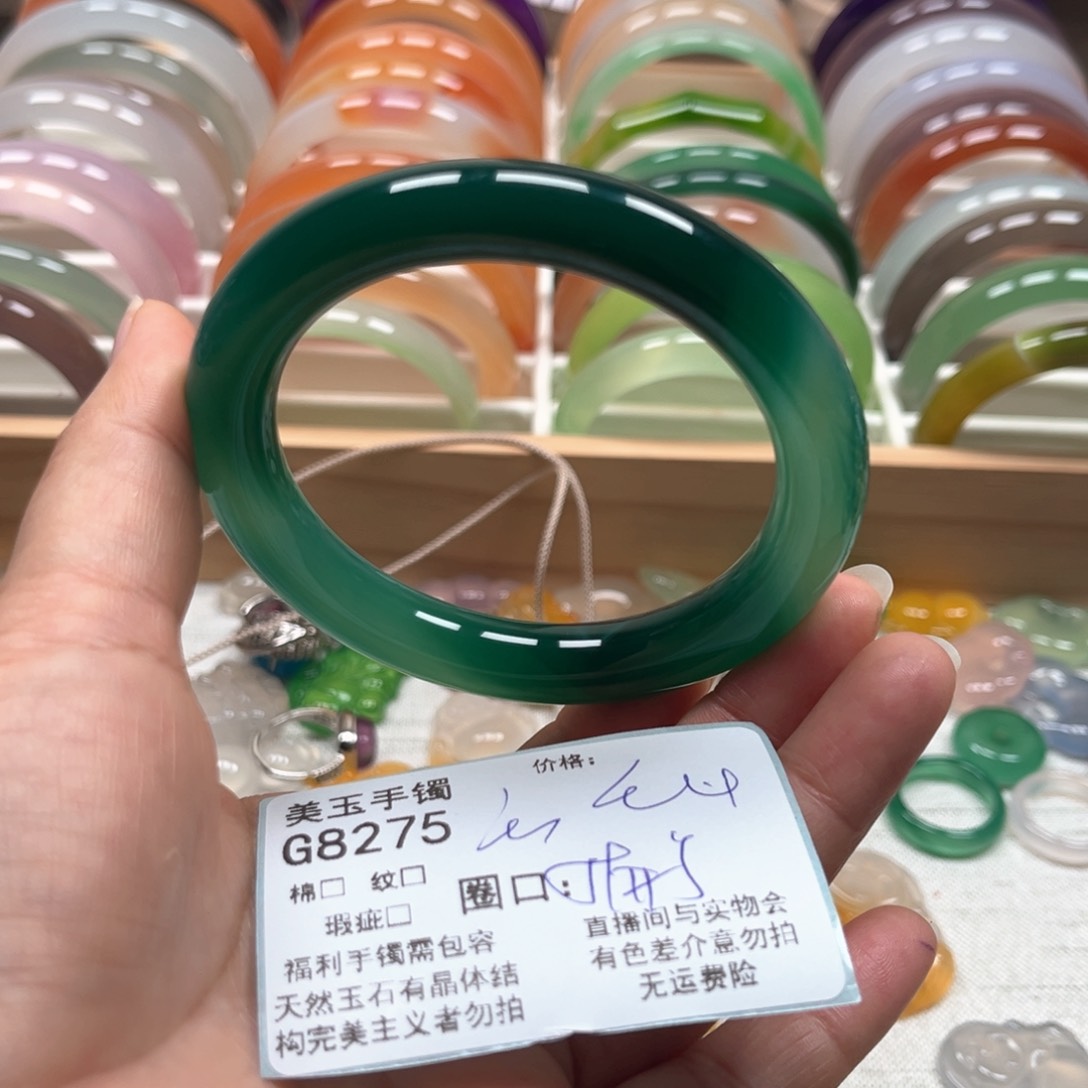 美玉手镯
价格:
G8275
棉□ 纹□
圈口:
瑕疵□
福利手镯需包容
天然玉石有晶体结
构完美主义者勿拍
直播间与实物会
有色差介意勿拍
无运费险